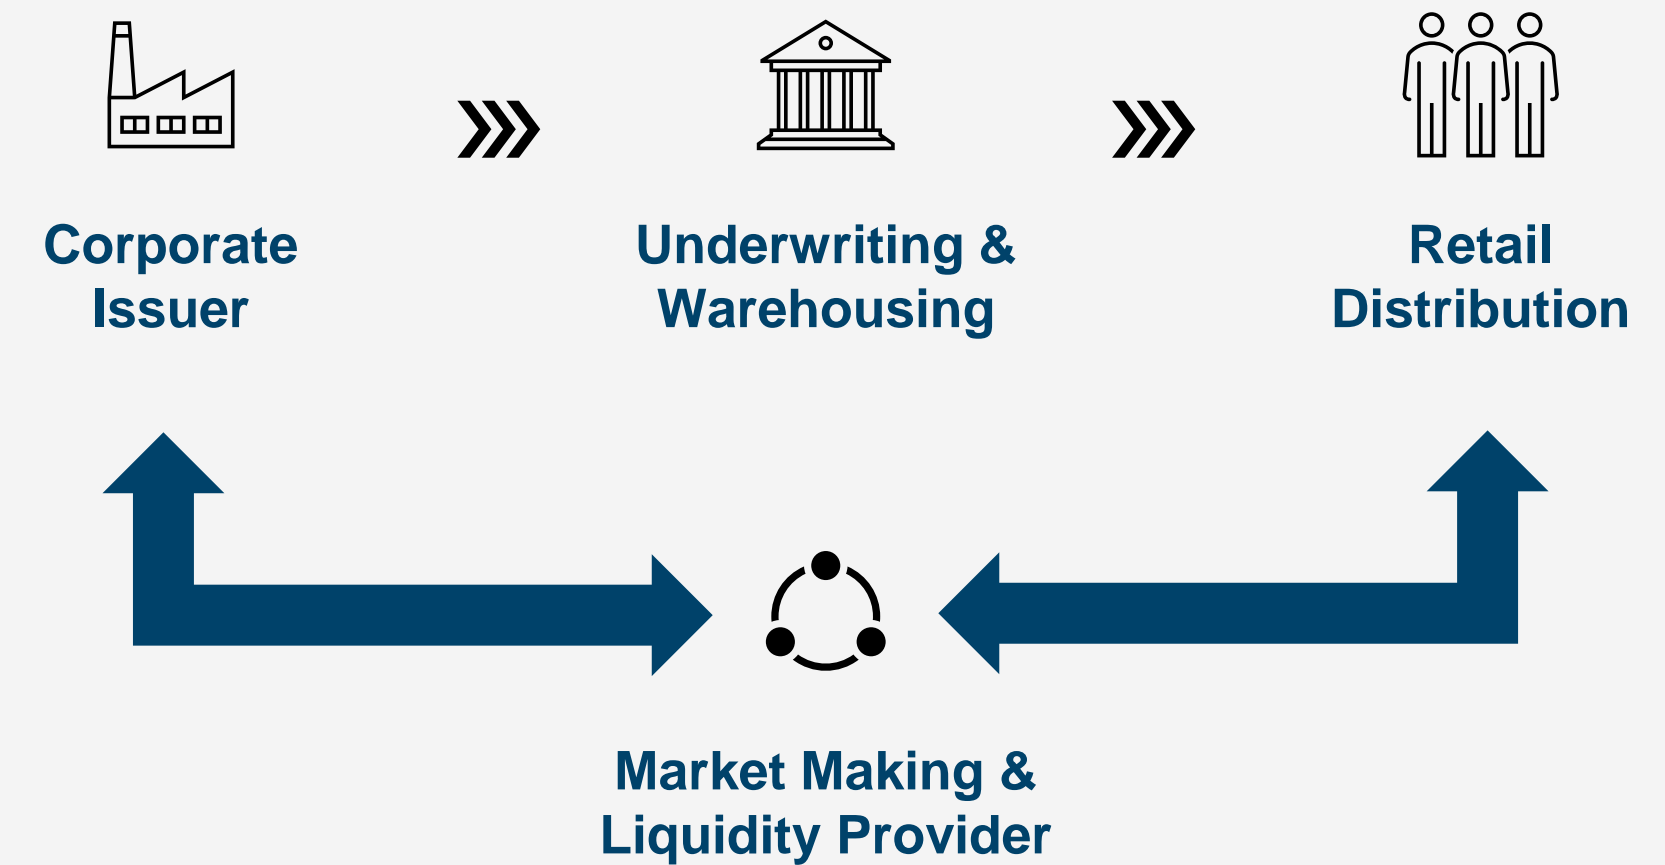 Corporate
Issuer
Underwriting &
Warehousing
Retail
Distribution
Market Making &
Liquidity Provider